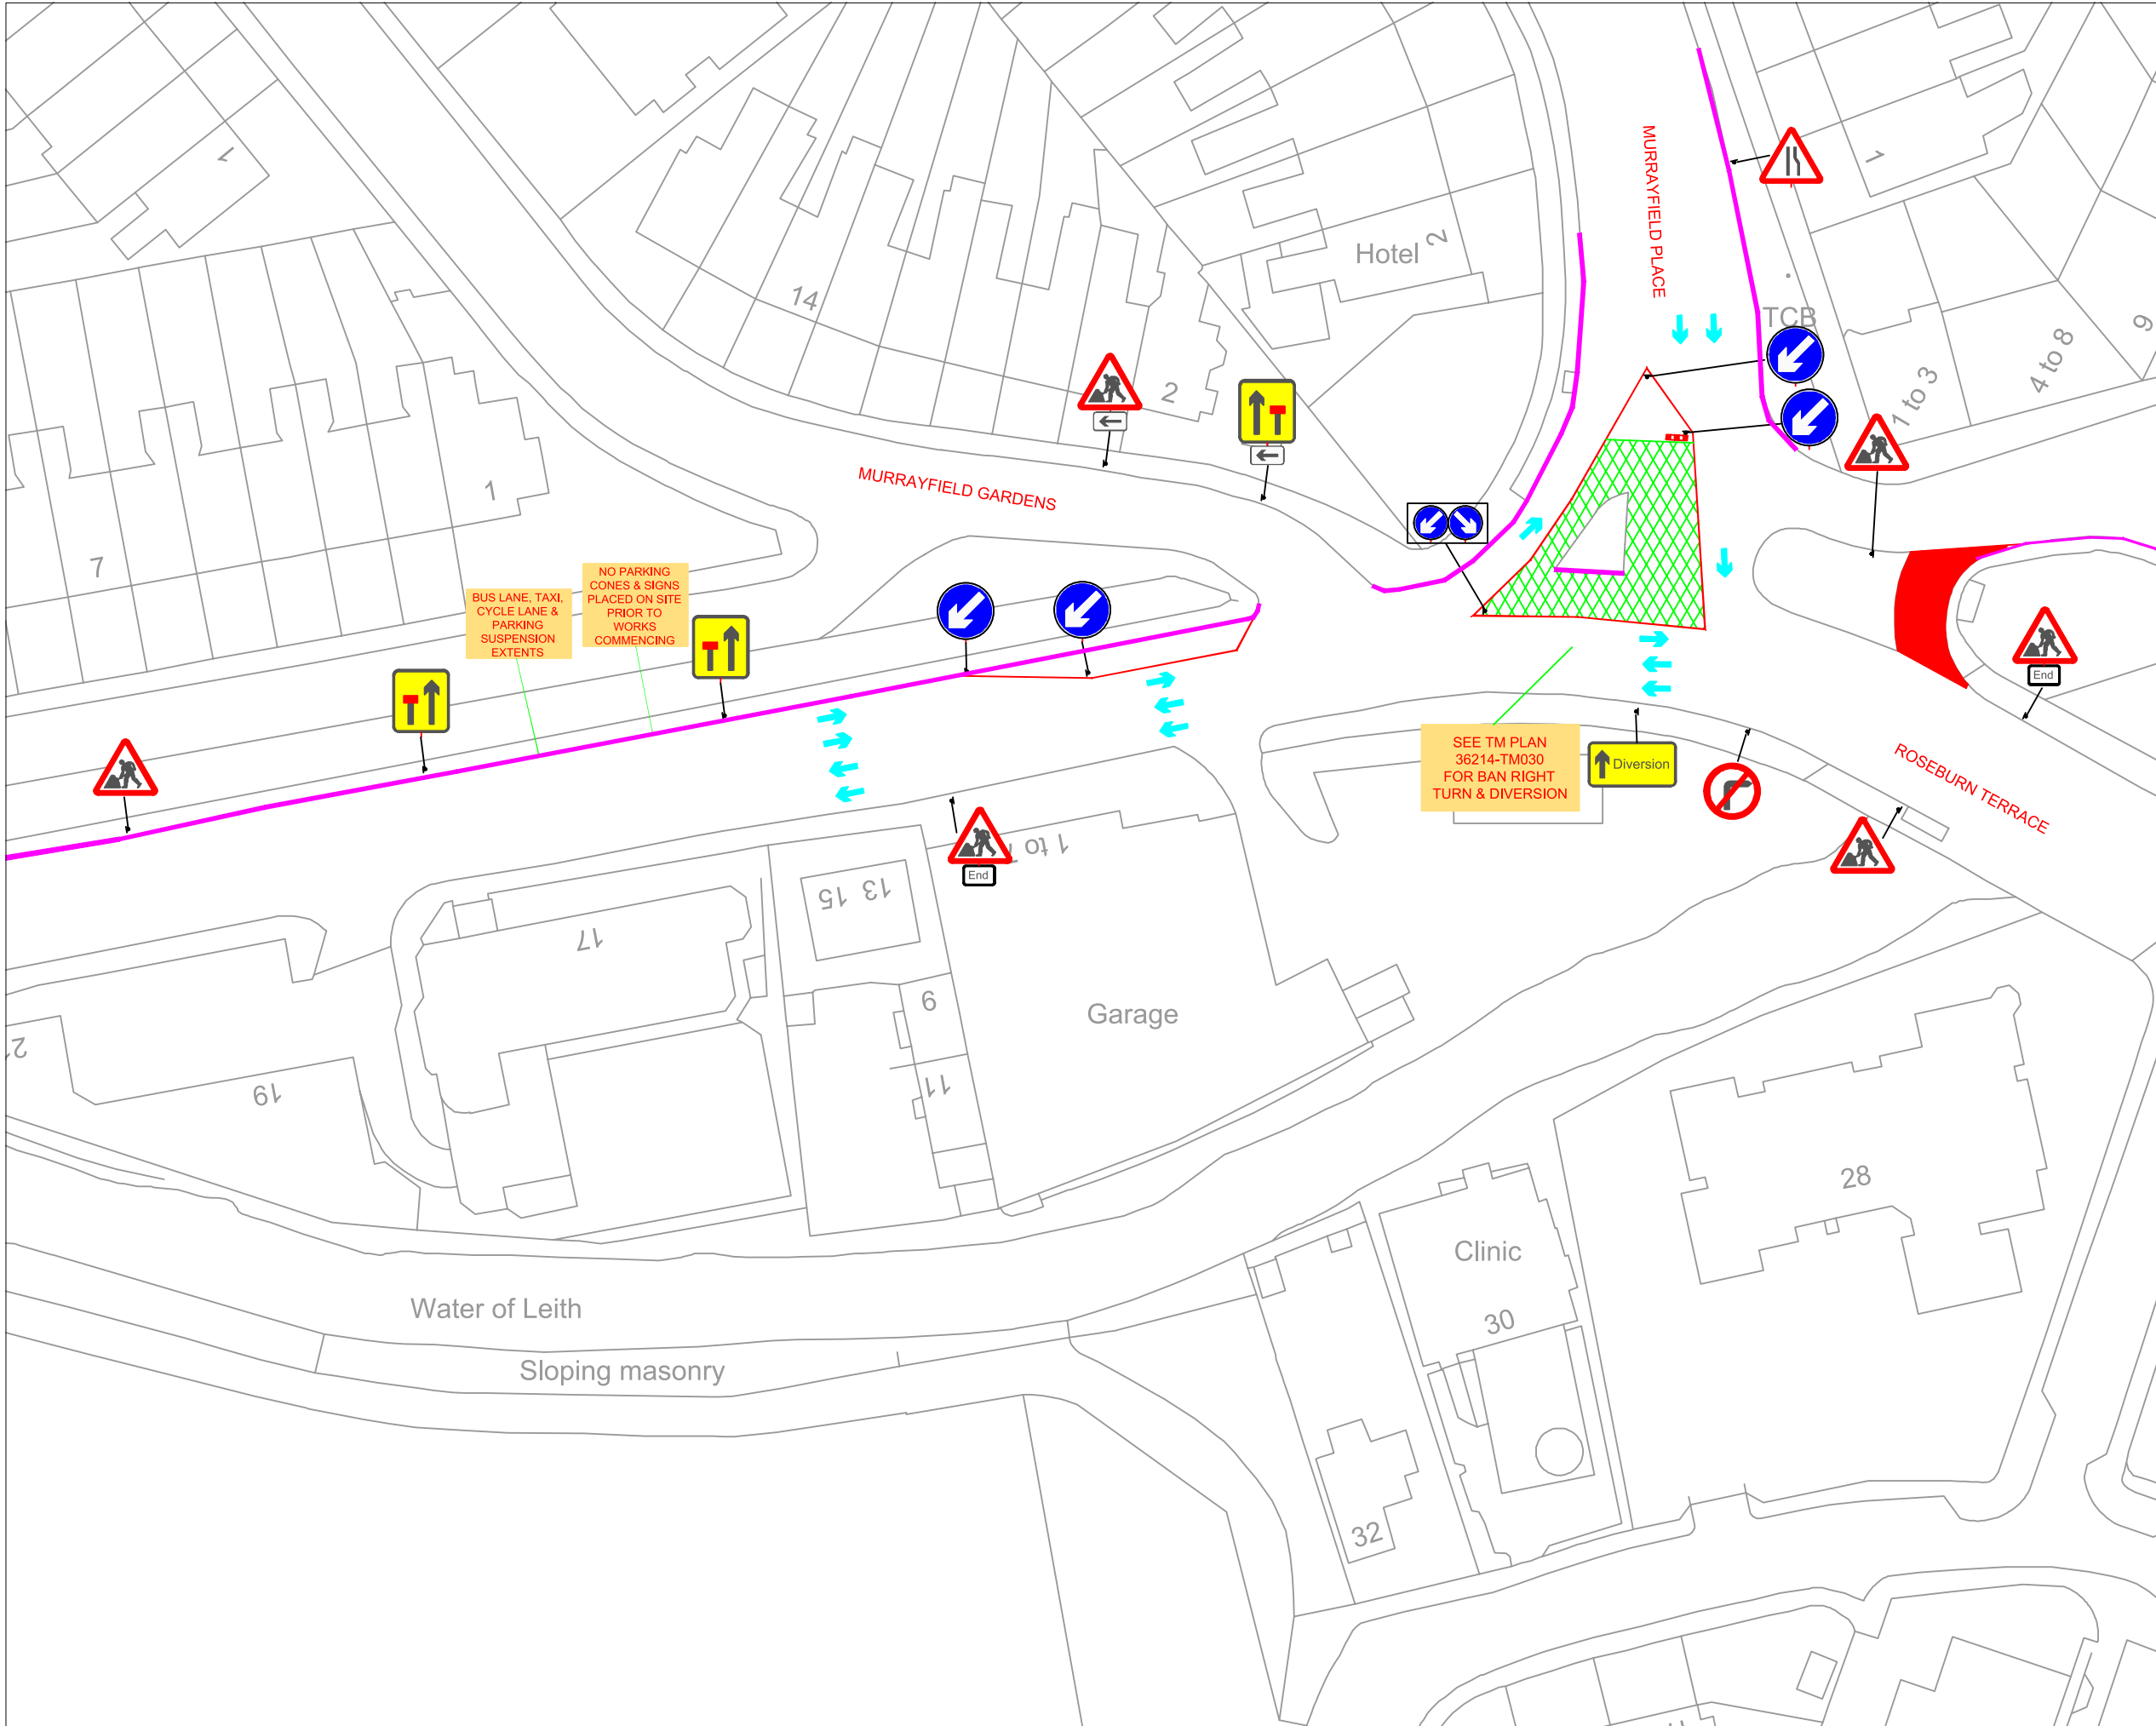 1
14
Hotel
2
MURRAYFIELD PLACE
TCB
1
4 to 8
9
1 to 3
2
MURRAYFIELD GARDENS
1
7
BUS LANE, TAXI,
CYCLE LANE &
PARKING
SUSPENSION
EXTENTS
NO PARKING
CONES & SIGNS
PLACED ON SITE
PRIOR TO
WORKS
COMMENCING
End
SEE TM PLAN
36214-TM030
FOR BAN RIGHT
TURN & DIVERSION
Diversion
ROSEBURN TERRACE
1 to
End
13 15
17
9
Garage
11
19
28
Clinic
30
Water of Leith
Sloping masonry
32